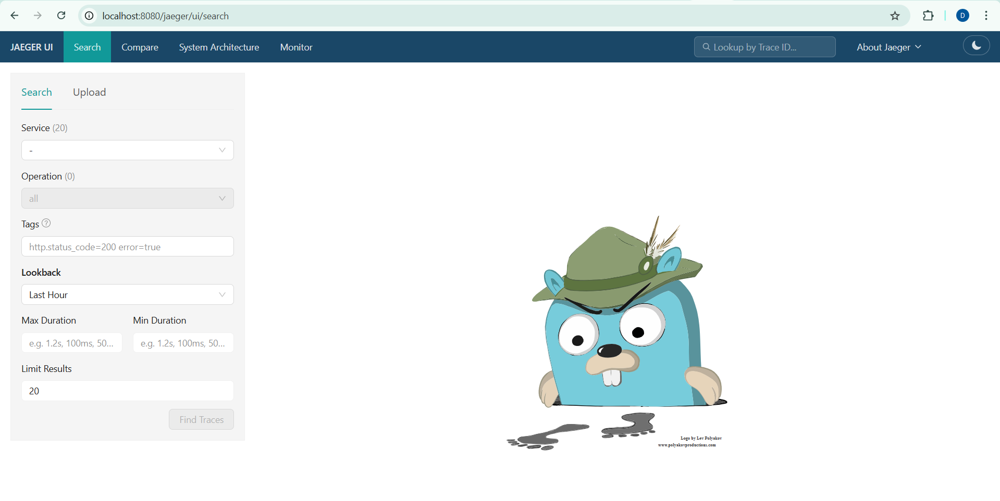 localhost:8080/jaeger/ui/search
D
JAEGER UI Search Compare System Architecture Monitor Lookup by Trace ID... About Jaeger
Search Upload
Service (20)
-
Operation (0)
all
Tags ?
http.status_code=200 error=true
Lookback
Last Hour
Max Duration Min Duration
e.g. 1.2s, 100ms, 50... e.g. 1.2s, 100ms, 50...
Limit Results
20
Find Traces
Logo by Lev Polyakov
www.polyakovproductions.com